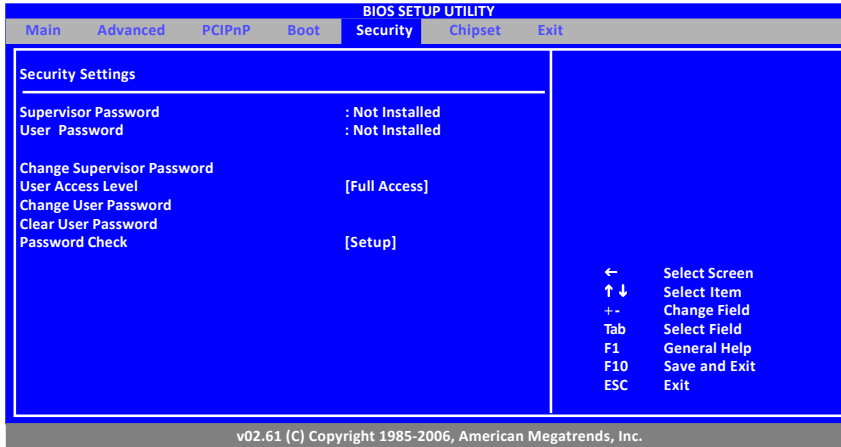 BIOS SETUP UTILITY
Main Advanced PCIPnP Boot Security Chipset Exit
Security Settings
Supervisor Password : Not Installed
User Password : Not Installed
Change Supervisor Password
User Access Level [Full Access]
Change User Password
Clear User Password
Password Check [Setup]
← Select Screen
↑↓ Select Item
+- Change Field
Tab Select Field
F1 General Help
F10 Save and Exit
ESC Exit
v02.61 (C) Copyright 1985-2006, American Megatrends, Inc.